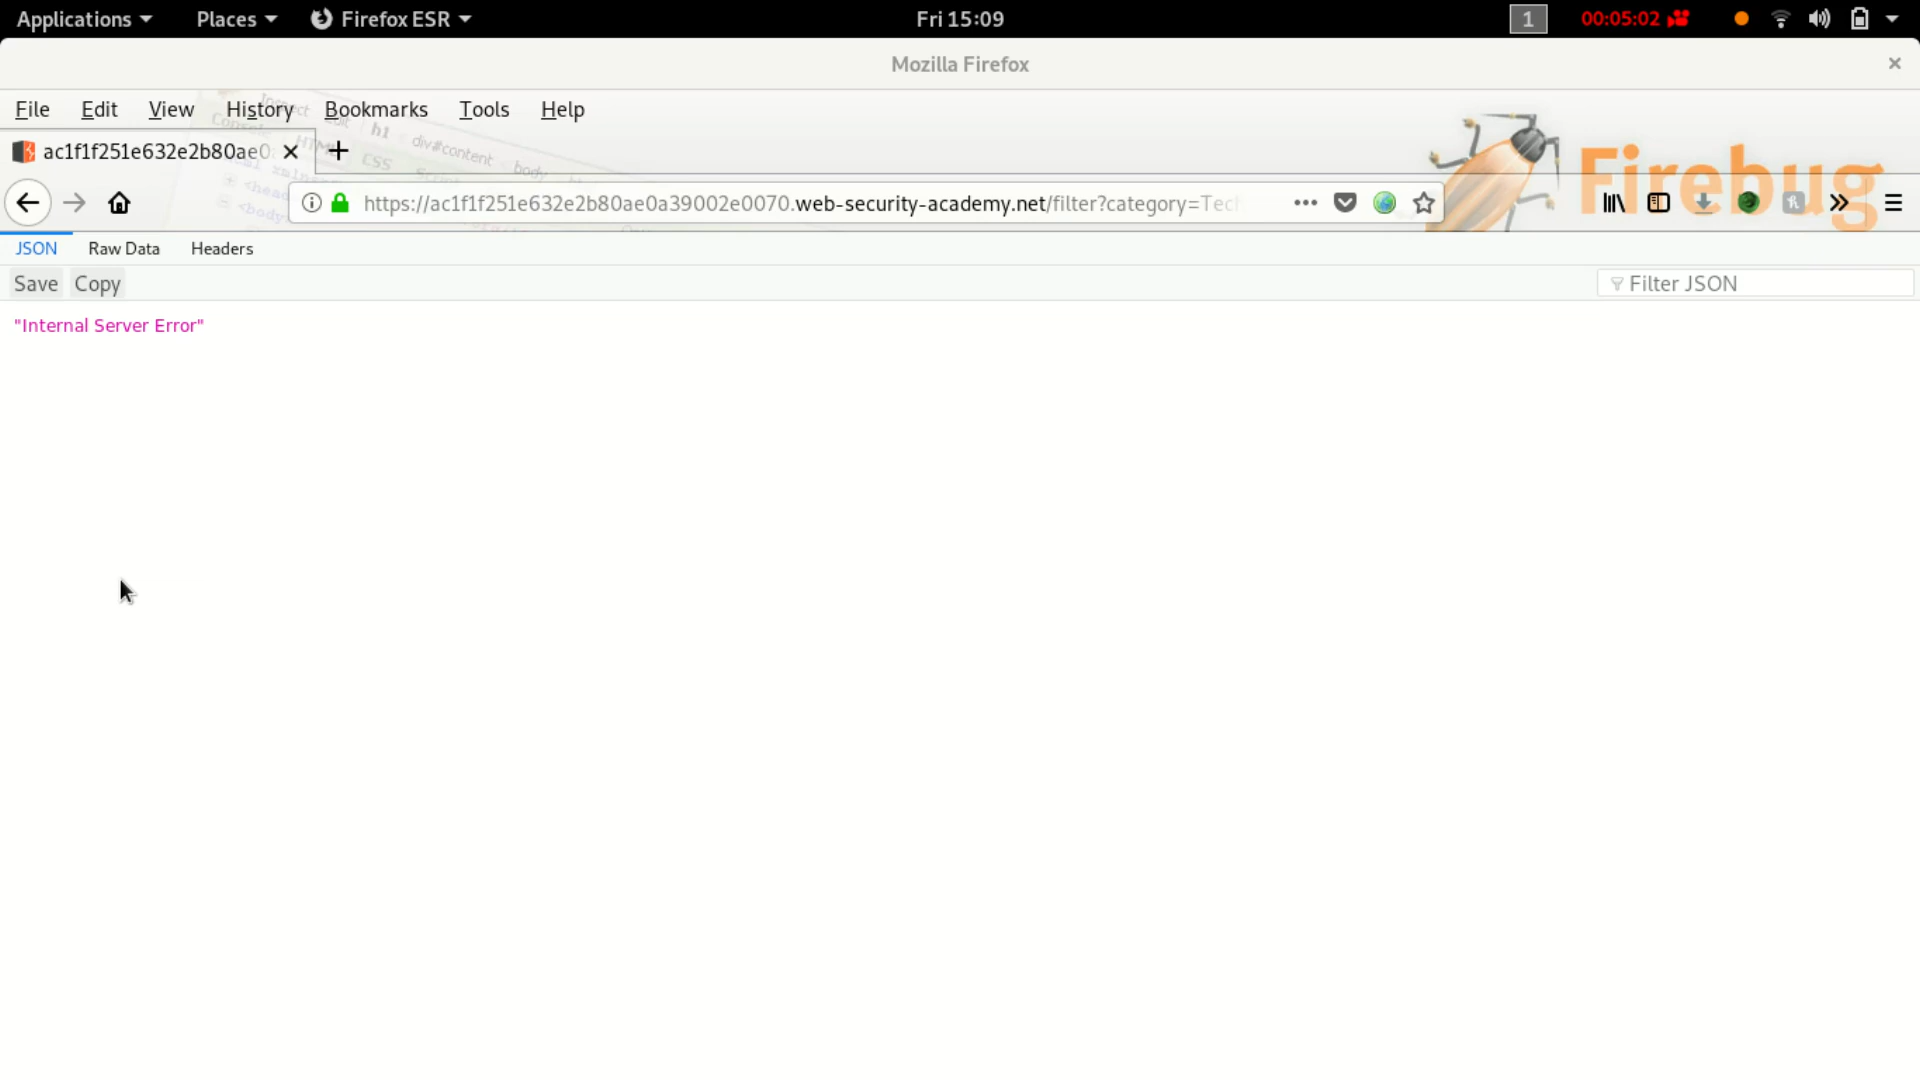 Applications Places Firefox ESR Fri 15:09 1 00:05:02
Mozilla Firefox
File Edit View History Bookmarks Tools Help
ac1f1f251e632e2b80ae0
https://ac1f1f251e632e2b80ae0a39002e0070.web-security-academy.net/filter?category=Tech
Firebug
JSON Raw Data Headers
Save Copy Filter JSON
"Internal Server Error"